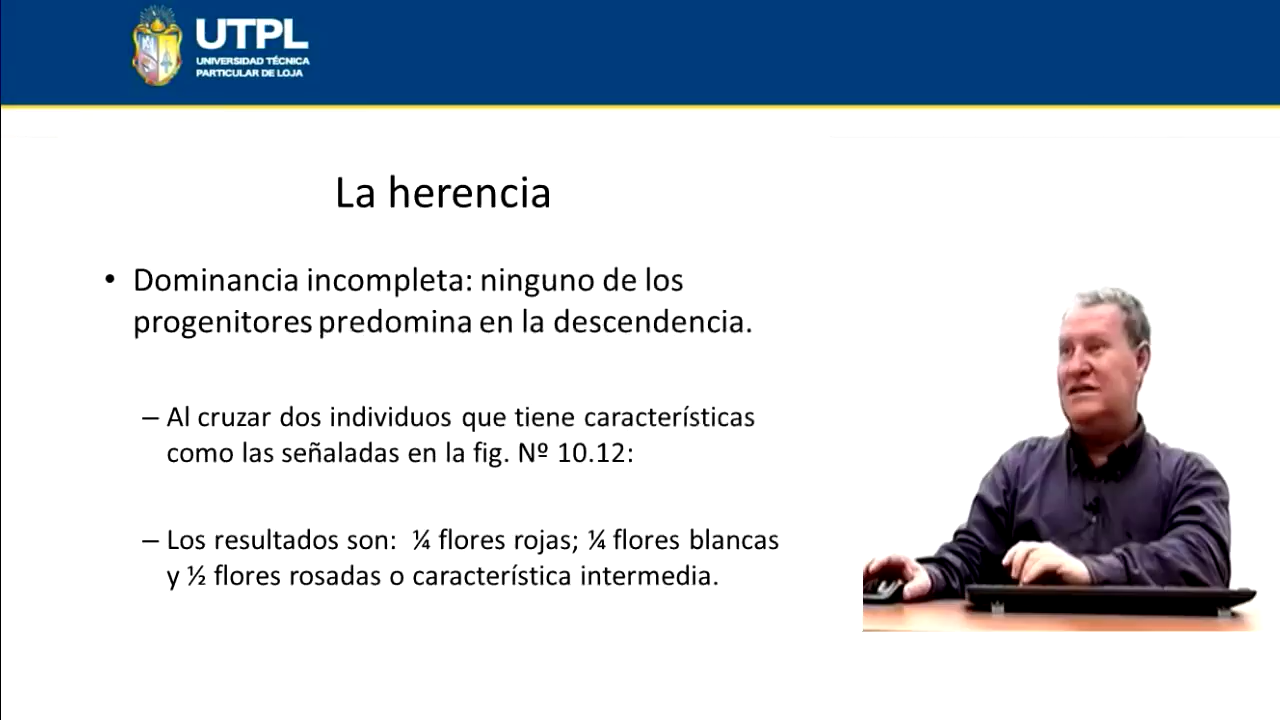 UTPL
UNIVERSIDAD TÉCNICA
PARTICULAR DE LOJA
La herencia
• Dominancia incompleta: ninguno de los
progenitores predomina en la descendencia.
– Al cruzar dos individuos que tiene características
como las señaladas en la fig. Nº 10.12:
– Los resultados son: ¼ flores rojas; ¼ flores blancas
y ½ flores rosadas o característica intermedia.